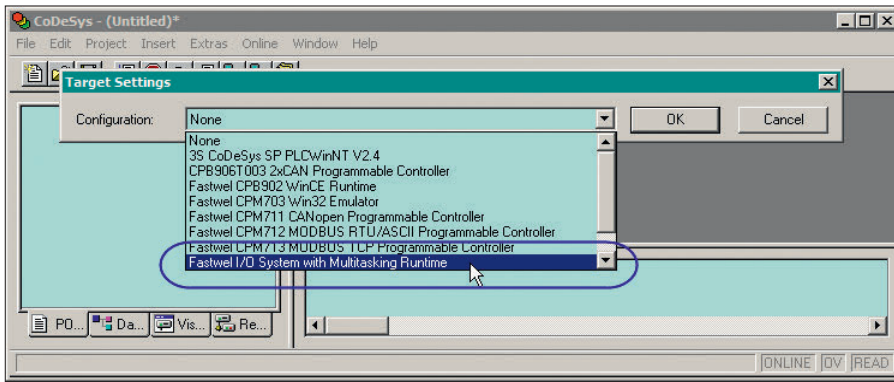 CoDeSys - (Untitled)*
File Edit Project Insert Extras Online Window Help
Target Settings
Configuration: None OK Cancel
None
3S CoDeSys SP PLCWinNT V2.4
CPB906T003 2xCAN Programmable Controller
Fastwel CPB902 WinCE Runtime
Fastwel CPM703 Win32 Emulator
Fastwel CPM711 CANopen Programmable Controller
Fastwel CPM712 MODBUS RTU/ASCII Programmable Controller
Fastwel CPM713 MODBUS TCP Programmable Controller
Fastwel I/O System with Multitasking Runtime
PO... Da... Vis... Re...
ONLINE OV READ